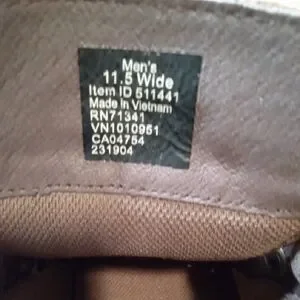 Men's
11.5 Wide
Item ID 511441
Made in Vietnam
RN71341
VN1010951
CA04754
231904